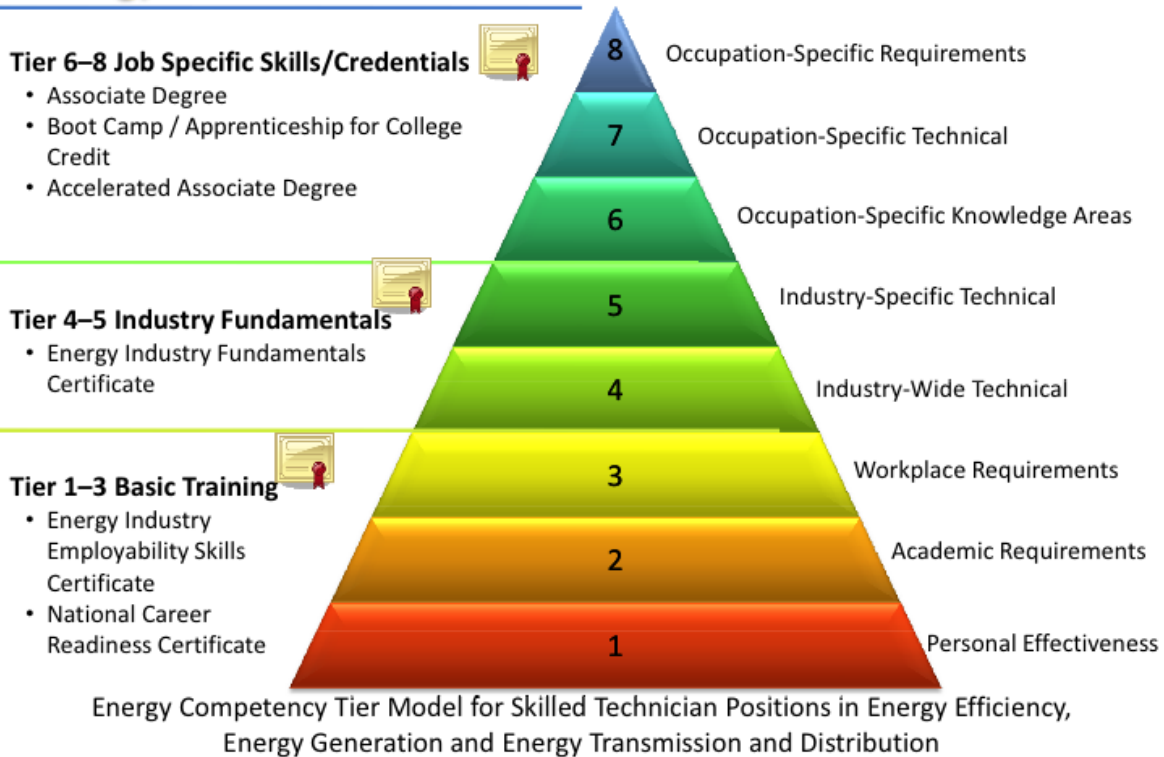 Tier 6–8 Job Specific Skills/Credentials
• Associate Degree
• Boot Camp / Apprenticeship for College
Credit
• Accelerated Associate Degree
Tier 4–5 Industry Fundamentals
• Energy Industry Fundamentals
Certificate
Tier 1–3 Basic Training
• Energy Industry
Employability Skills
Certificate
• National Career
Readiness Certificate
8 Occupation-Specific Requirements
7 Occupation-Specific Technical
6 Occupation-Specific Knowledge Areas
5 Industry-Specific Technical
4 Industry-Wide Technical
3 Workplace Requirements
2 Academic Requirements
1 Personal Effectiveness
Energy Competency Tier Model for Skilled Technician Positions in Energy Efficiency,
Energy Generation and Energy Transmission and Distribution